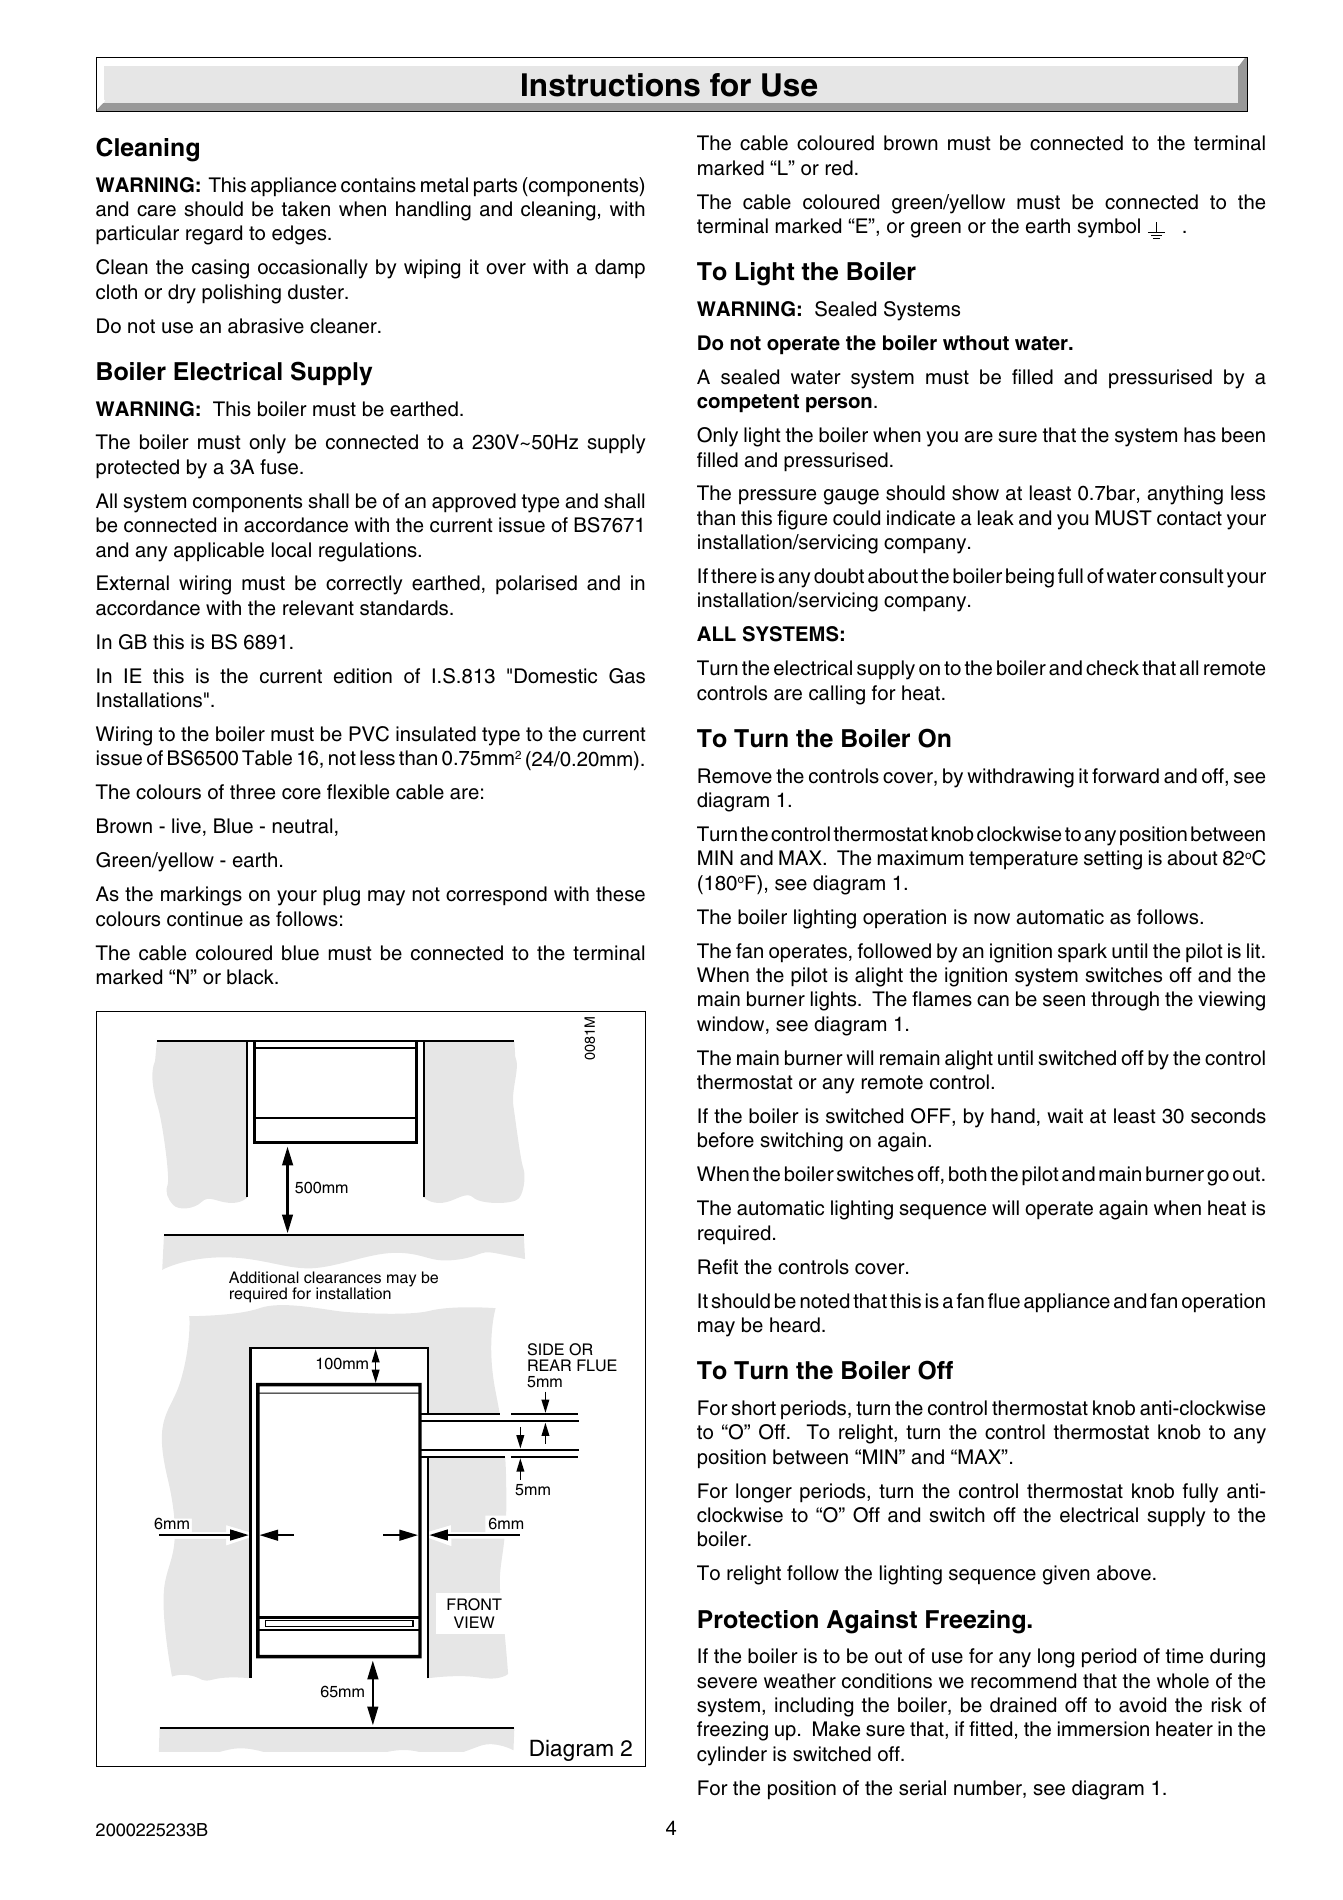 Instructions for Use
Cleaning
WARNING: This appliance contains metal parts (components)
and care should be taken when handling and cleaning, with
particular regard to edges.
Clean the casing occasionally by wiping it over with a damp
cloth or dry polishing duster.
Do not use an abrasive cleaner.
Boiler Electrical Supply
WARNING: This boiler must be earthed.
The boiler must only be connected to a 230V~50Hz supply
protected by a 3A fuse.
All system components shall be of an approved type and shall
be connected in accordance with the current issue of BS7671
and any applicable local regulations.
External wiring must be correctly earthed, polarised and in
accordance with the relevant standards.
In GB this is BS 6891.
In IE this is the current edition of I.S.813 "Domestic Gas
Installations".
Wiring to the boiler must be PVC insulated type to the current
issue of BS6500 Table 16, not less than 0.75mm² (24/0.20mm).
The colours of three core flexible cable are:
Brown - live, Blue - neutral,
Green/yellow - earth.
As the markings on your plug may not correspond with these
colours continue as follows:
The cable coloured blue must be connected to the terminal
marked “N” or black.
0081M
500mm
Additional clearances may be
required for installation
100mm
SIDE OR
REAR FLUE
5mm
5mm
6mm
6mm
FRONT
VIEW
65mm
Diagram 2
The cable coloured brown must be connected to the terminal
marked “L” or red.
The cable coloured green/yellow must be connected to the
terminal marked “E”, or green or the earth symbol ⏚ .
To Light the Boiler
WARNING: Sealed Systems
Do not operate the boiler wthout water.
A sealed water system must be filled and pressurised by a
competent person.
Only light the boiler when you are sure that the system has been
filled and pressurised.
The pressure gauge should show at least 0.7bar, anything less
than this figure could indicate a leak and you MUST contact your
installation/servicing company.
If there is any doubt about the boiler being full of water consult your
installation/servicing company.
ALL SYSTEMS:
Turn the electrical supply on to the boiler and check that all remote
controls are calling for heat.
To Turn the Boiler On
Remove the controls cover, by withdrawing it forward and off, see
diagram 1.
Turn the control thermostat knob clockwise to any position between
MIN and MAX. The maximum temperature setting is about 82ºC
(180ºF), see diagram 1.
The boiler lighting operation is now automatic as follows.
The fan operates, followed by an ignition spark until the pilot is lit.
When the pilot is alight the ignition system switches off and the
main burner lights. The flames can be seen through the viewing
window, see diagram 1.
The main burner will remain alight until switched off by the control
thermostat or any remote control.
If the boiler is switched OFF, by hand, wait at least 30 seconds
before switching on again.
When the boiler switches off, both the pilot and main burner go out.
The automatic lighting sequence will operate again when heat is
required.
Refit the controls cover.
It should be noted that this is a fan flue appliance and fan operation
may be heard.
To Turn the Boiler Off
For short periods, turn the control thermostat knob anti-clockwise
to “O” Off. To relight, turn the control thermostat knob to any
position between “MIN” and “MAX”.
For longer periods, turn the control thermostat knob fully anti-
clockwise to “O” Off and switch off the electrical supply to the
boiler.
To relight follow the lighting sequence given above.
Protection Against Freezing.
If the boiler is to be out of use for any long period of time during
severe weather conditions we recommend that the whole of the
system, including the boiler, be drained off to avoid the risk of
freezing up. Make sure that, if fitted, the immersion heater in the
cylinder is switched off.
For the position of the serial number, see diagram 1.
2000225233B
4